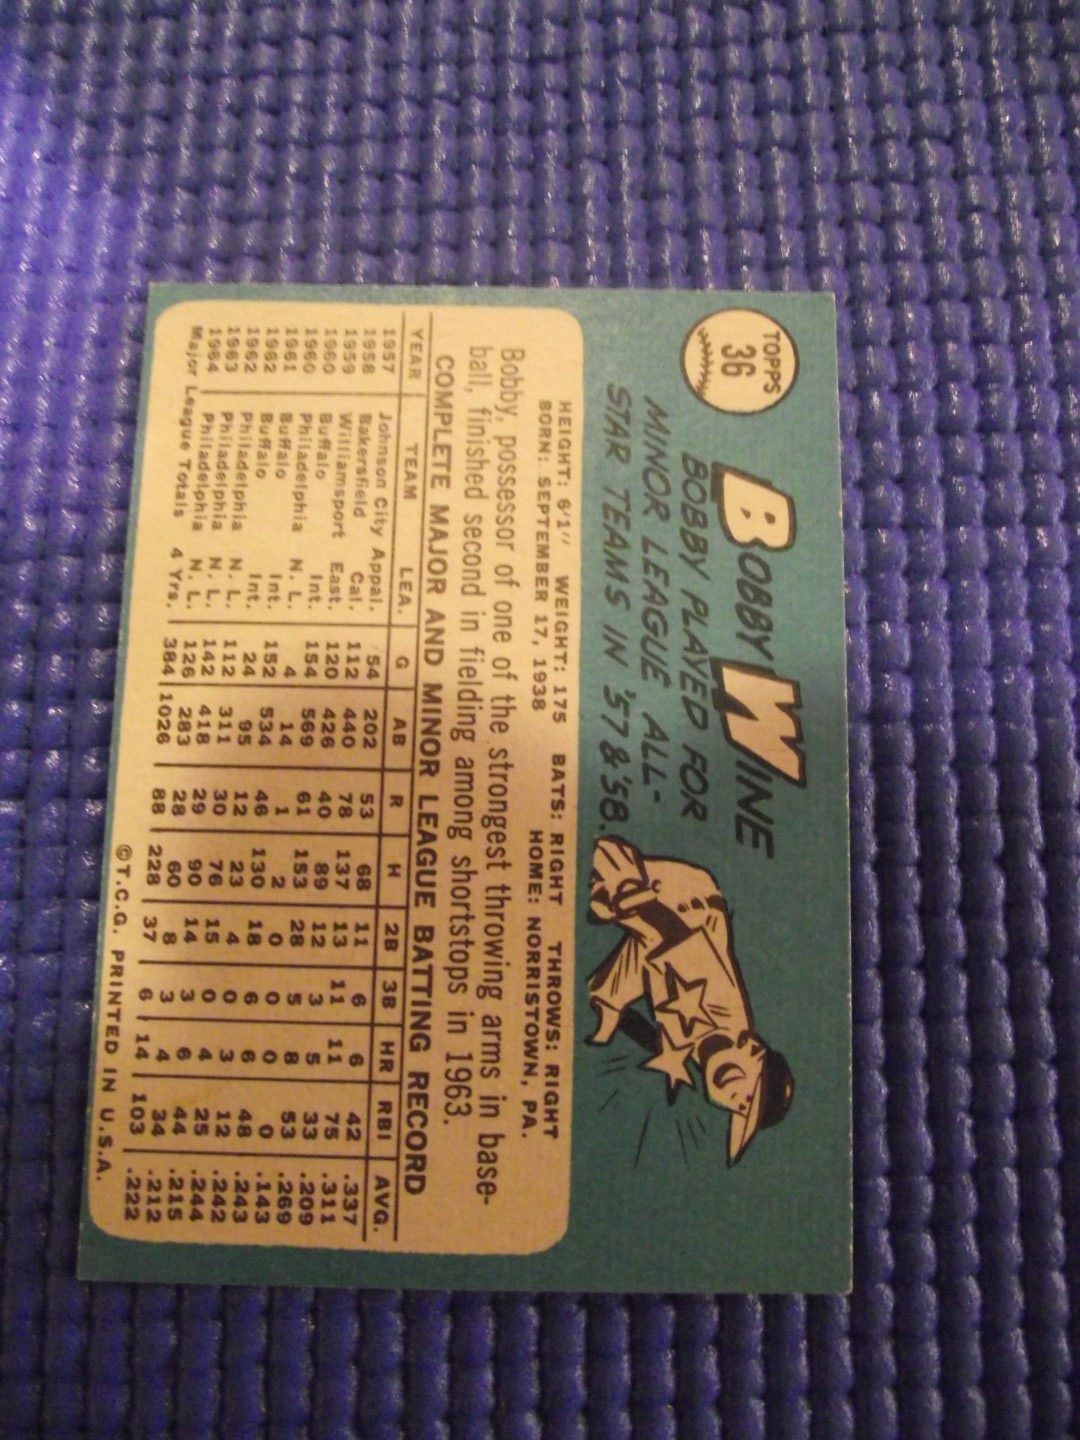 TOPPS
36
BOBBY WINE
BOBBY PLAYED FOR
MINOR LEAGUE ALL-
STAR TEAMS IN '57 & '58.
HEIGHT: 6'1" WEIGHT: 175 BATS: RIGHT THROWS: RIGHT
BORN: SEPTEMBER 17, 1938 HOME: NORRISTOWN, PA.
Bobby, possessor of one of the strongest throwing arms in base-
ball, finished second in fielding among shortstops in 1963.
COMPLETE MAJOR AND MINOR LEAGUE BATTING RECORD
YEAR TEAM LEA. G AB R H 2B 3B HR RBI AVG.
1957 Johnson City Appal. 54 202 53 68 11 6 6 42 .337
1958 Bakersfield Cal. 112 440 78 137 13 11 11 75 .311
1959 Williamsport East. 120 426 40 89 12 3 5 33 .209
1960 Buffalo Int. 154 569 61 153 28 5 8 53 .269
1960 Philadelphia N. L. 4 14 1 2 0 0 0 0 .143
1961 Buffalo Int. 152 534 46 130 18 6 6 48 .243
1962 Buffalo Int. 24 95 12 23 4 0 3 12 .242
1962 Philadelphia N. L. 112 311 30 76 15 0 4 25 .244
1963 Philadelphia N. L. 142 418 29 90 14 3 6 44 .215
1964 Philadelphia N. L. 126 283 28 60 8 3 4 34 .212
Major League Totals 4 Yrs. 384 1026 88 228 37 6 14 103 .222
©T.C.G. PRINTED IN U.S.A.